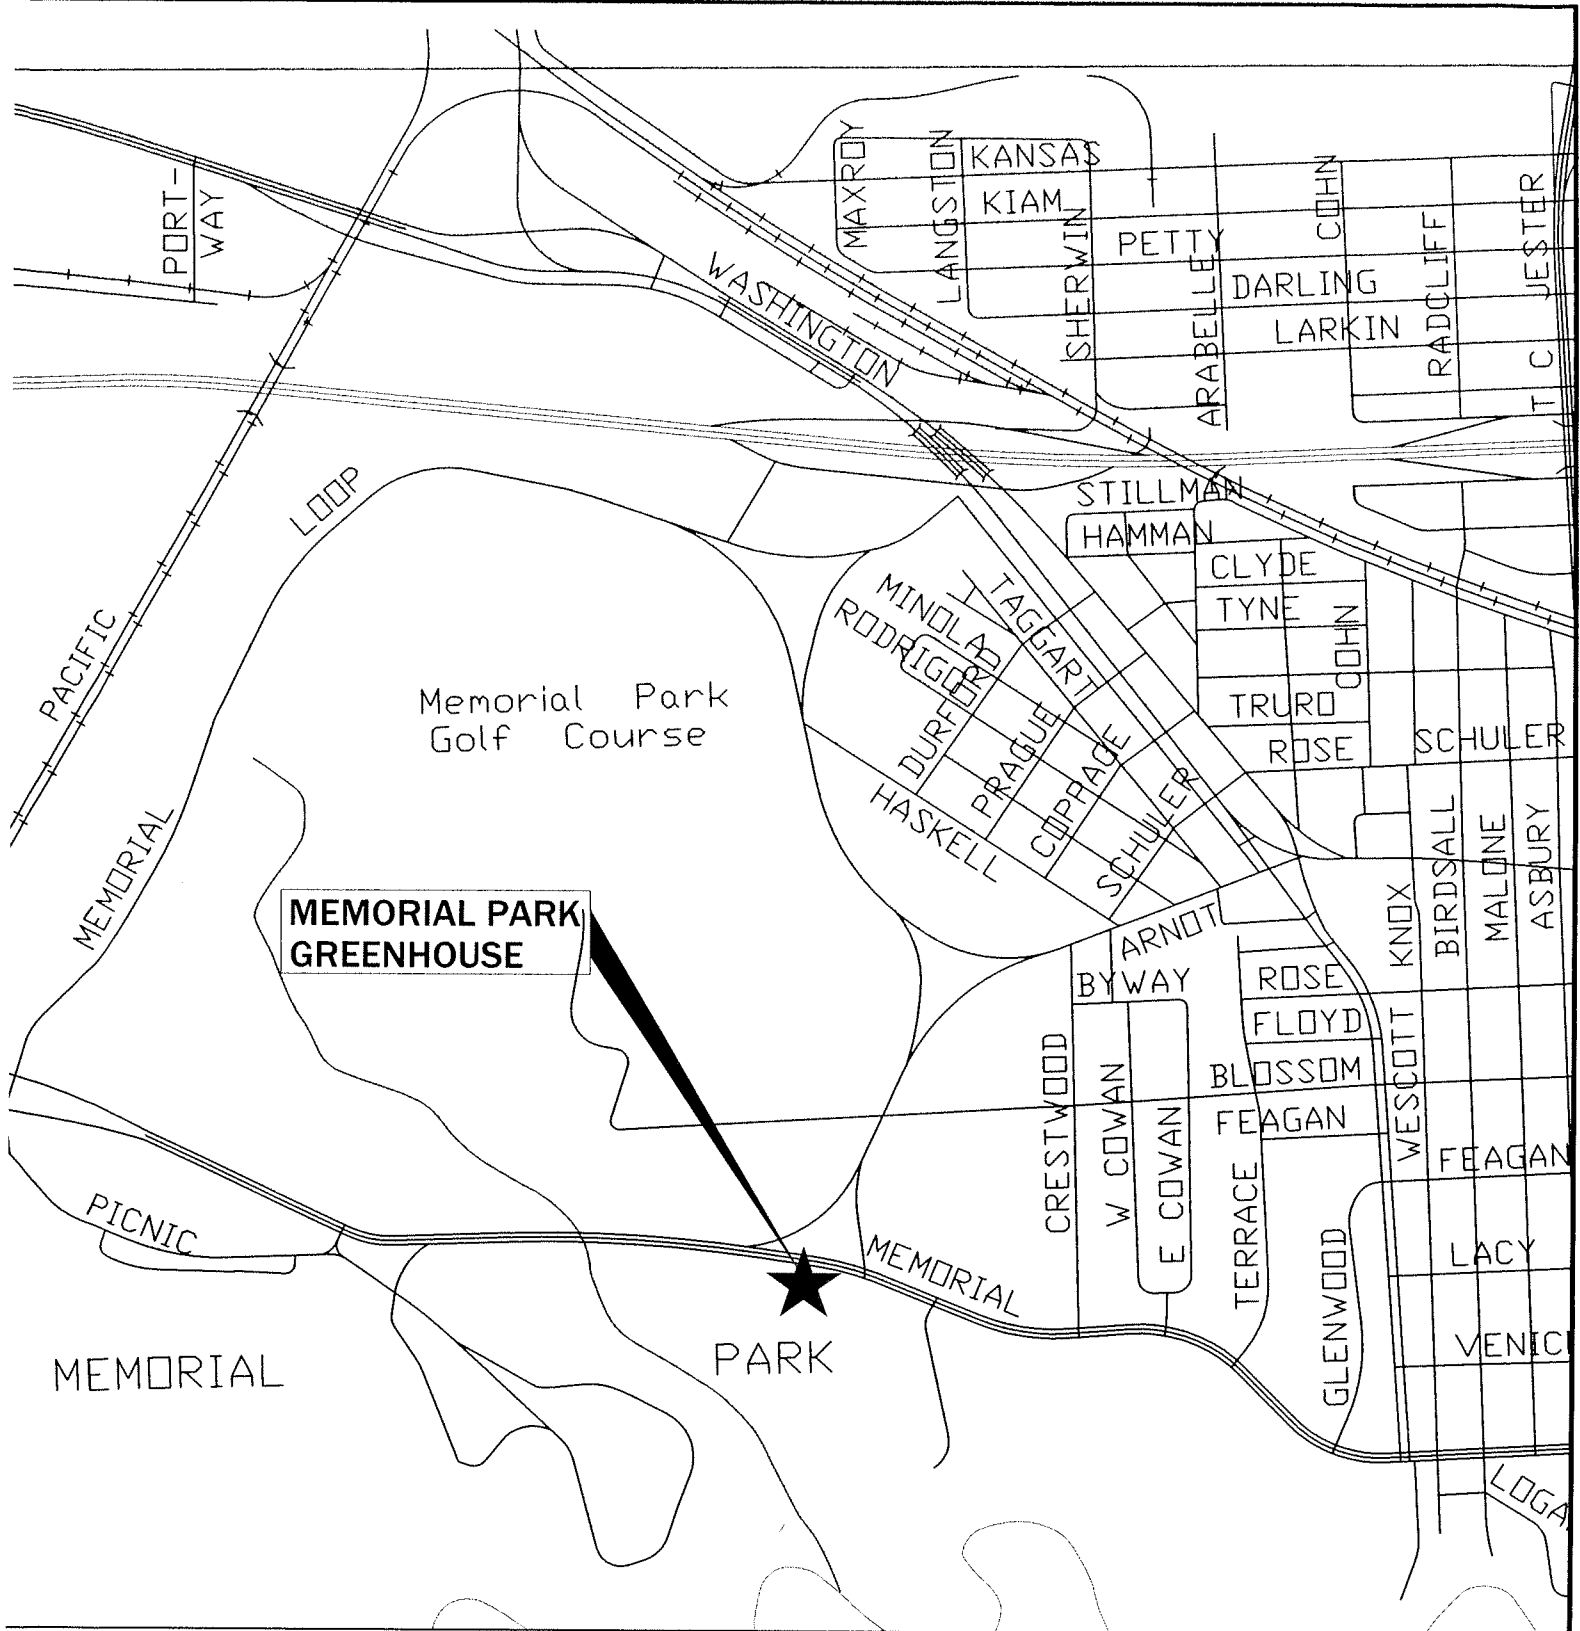 MAXROY
LANGSTON
KANSAS
KIAM
SHERWIN
PETTY
ARABELLE
COHN
DARLING
LARKIN
RADCLIFF
T C JESTER
PORT-
WAY
WASHINGTON
LOOP
PACIFIC
STILLMAN
HAMMAN
CLYDE
TYNE
COHN
TRURO
ROSE
SCHULER
MINOLA
RODRIGO
TAGGART
DURFORD
PRAGUE
COPPAGE
SCHULER
HASKELL
Memorial Park
Golf Course
MEMORIAL
MEMORIAL PARK
GREENHOUSE
ARNOT
BYWAY
ROSE
FLOYD
BLOSSOM
FEAGAN
KNOX
BIRDSALL
MALONE
ASBURY
WESCOTT
CRESTWOOD
W COWAN
E COWAN
TERRACE
GLENWOOD
FEAGAN
LACY
VENIC
PICNIC
MEMORIAL
MEMORIAL
PARK
LOGA